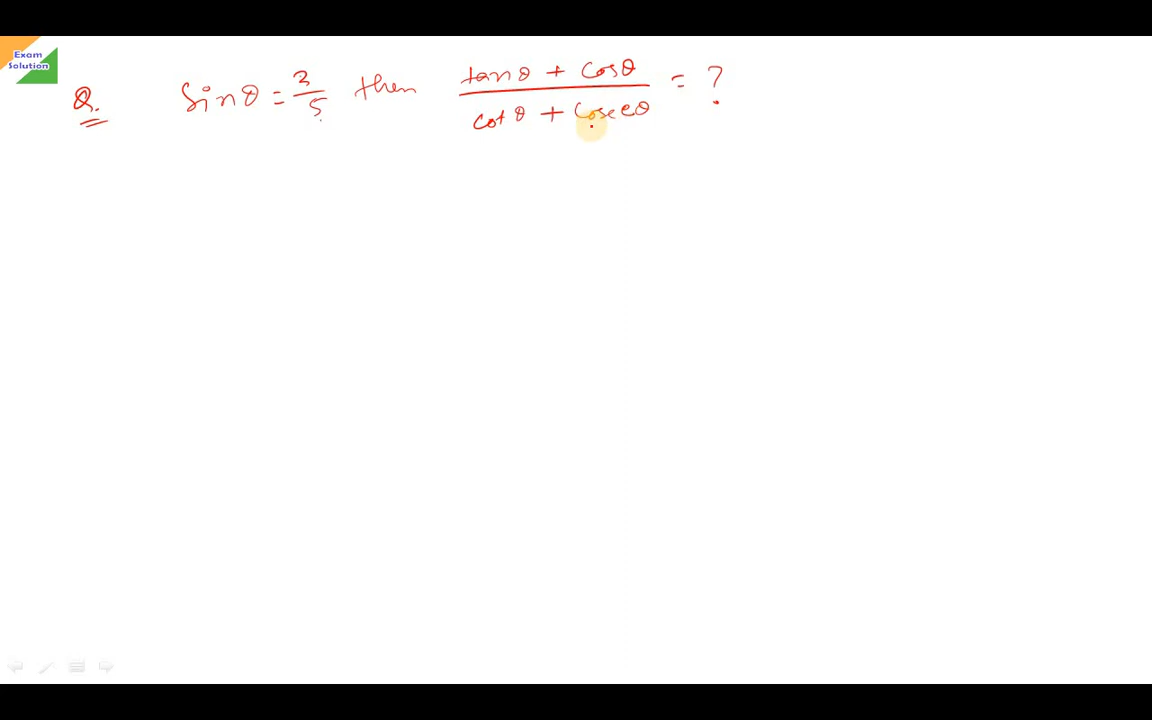 Exam
Solution
Q. Sinθ = 3/5 then (tanθ + Cosθ)/(cotθ + Cosecθ) = ?